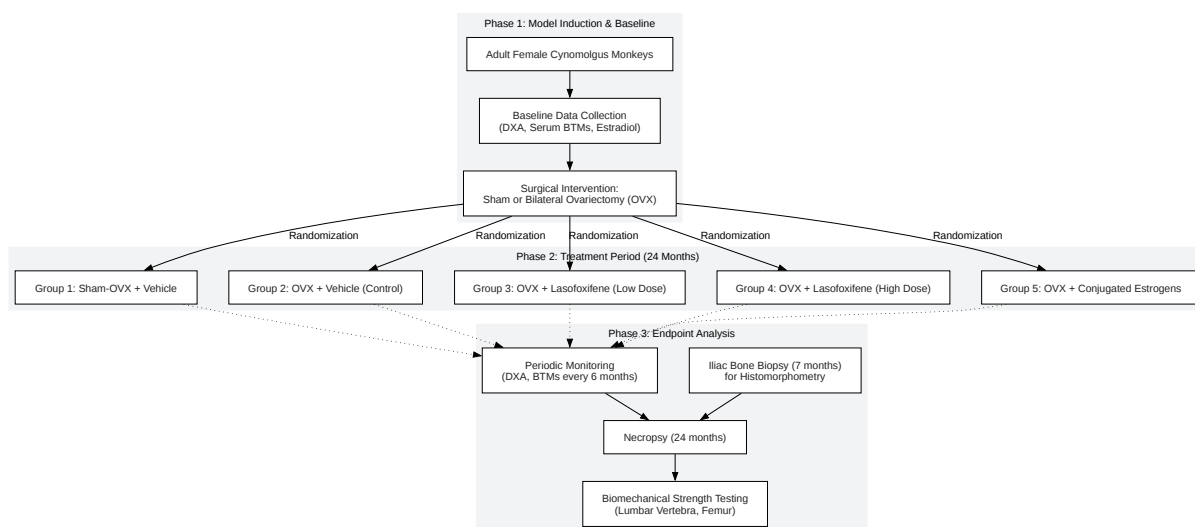 Phase 1: Model Induction & Baseline
Adult Female Cynomolgus Monkeys
Baseline Data Collection
(DXA, Serum BTMs, Estradiol)
Surgical Intervention:
Sham or Bilateral Ovariectomy (OVX)
Randomization
Randomization
Randomization
Randomization
Randomization
Phase 2: Treatment Period (24 Months)
Group 1: Sham-OVX + Vehicle
Group 2: OVX + Vehicle (Control)
Group 3: OVX + Lasofoxifene (Low Dose)
Group 4: OVX + Lasofoxifene (High Dose)
Group 5: OVX + Conjugated Estrogens
Phase 3: Endpoint Analysis
Periodic Monitoring
(DXA, BTMs every 6 months)
Iliac Bone Biopsy (7 months)
for Histomorphometry
Necropsy (24 months)
Biomechanical Strength Testing
(Lumbar Vertebra, Femur)